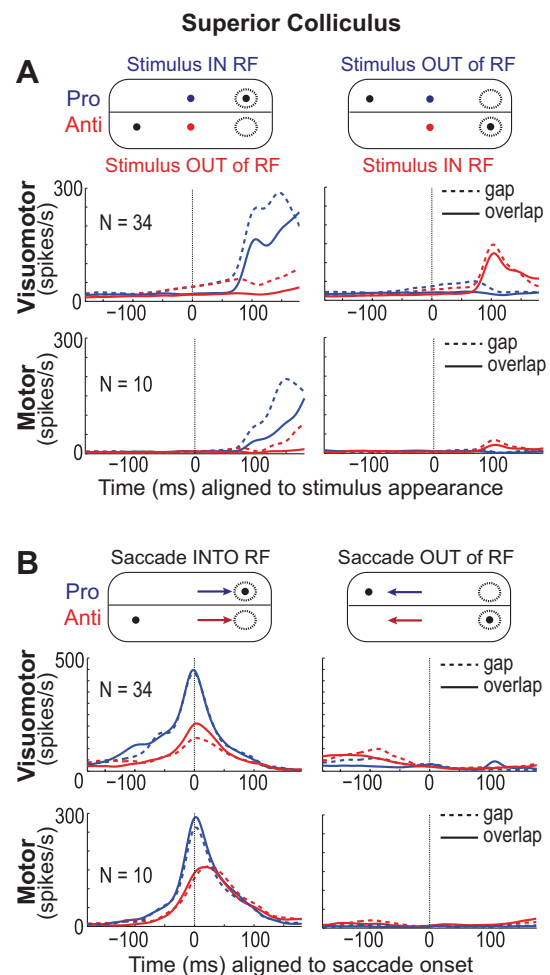 Superior Colliculus
A
Stimulus IN RF
Stimulus OUT of RF
Pro
Anti
Stimulus OUT of RF
Stimulus IN RF
Visuomotor
(spikes/s)
300
0
N = 34
−100
0
100
gap
overlap
−100
0
100
Motor
(spikes/s)
300
0
N = 10
−100
0
100
gap
overlap
−100
0
100
Time (ms) aligned to stimulus appearance
B
Saccade INTO RF
Saccade OUT of RF
Pro
Anti
Visuomotor
(spikes/s)
500
0
N = 34
−100
0
100
gap
overlap
−100
0
100
Motor
(spikes/s)
300
0
N = 10
−100
0
100
gap
overlap
−100
0
100
Time (ms) aligned to saccade onset